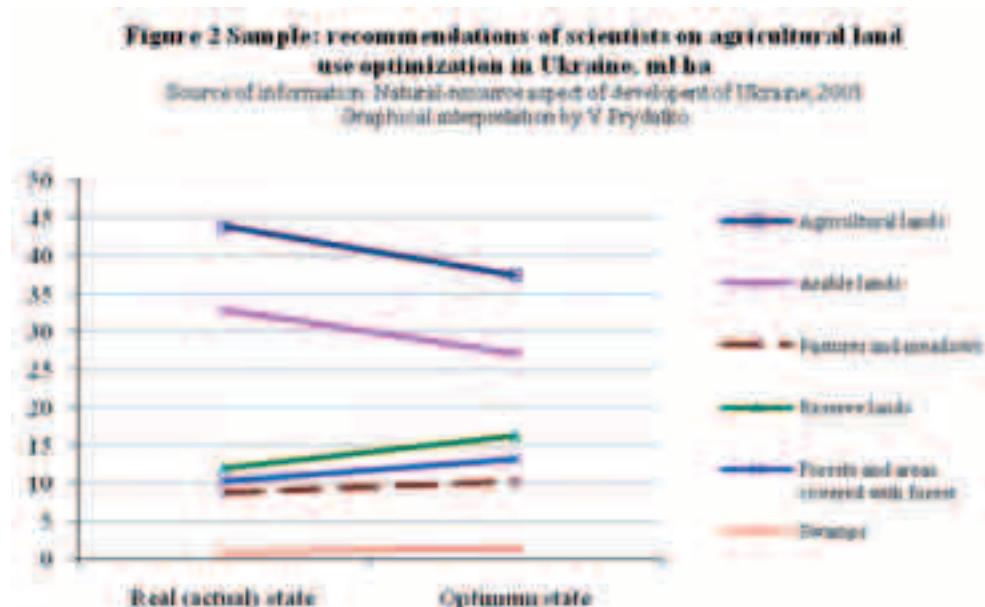 Figure 2 Sample: recommendations of scientists on agricultural land
use optimization in Ukraine, ml ha
Source of information: Natural-resource aspect of developent of Ukraine, 
Graphical interpretation by V. Prydatko
50
45
40
35
30
25
20
15
10
5
0
Real (actual) state
Optimum state
Agricultural lands
Arable lands
Pastures and meadows
Reserve lands
Forests and areas
covered with forest
Swamps